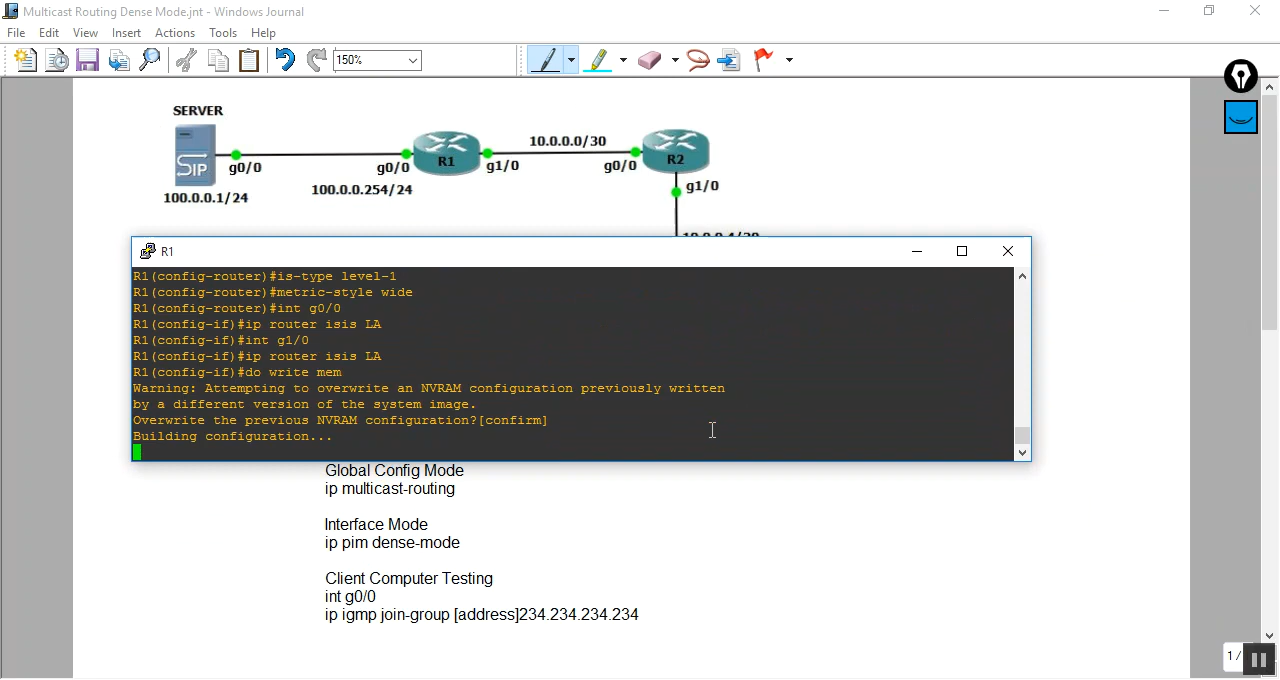 Multicast Routing Dense Mode.jnt - Windows Journal
File Edit View Insert Actions Tools Help
150%
SERVER
SIP
g0/0
100.0.0.1/24
g0/0
100.0.0.254/24
R1
g1/0
10.0.0.0/30
g0/0
R2
g1/0
R1
R1(config-router)#is-type level-1
R1(config-router)#metric-style wide
R1(config-router)#int g0/0
R1(config-if)#ip router isis LA
R1(config-if)#int g1/0
R1(config-if)#ip router isis LA
R1(config-if)#do write mem
Warning: Attempting to overwrite an NVRAM configuration previously written
by a different version of the system image.
Overwrite the previous NVRAM configuration?[confirm]
Building configuration...
Global Config Mode
ip multicast-routing
Interface Mode
ip pim dense-mode
Client Computer Testing
int g0/0
ip igmp join-group [address]234.234.234.234
1 /